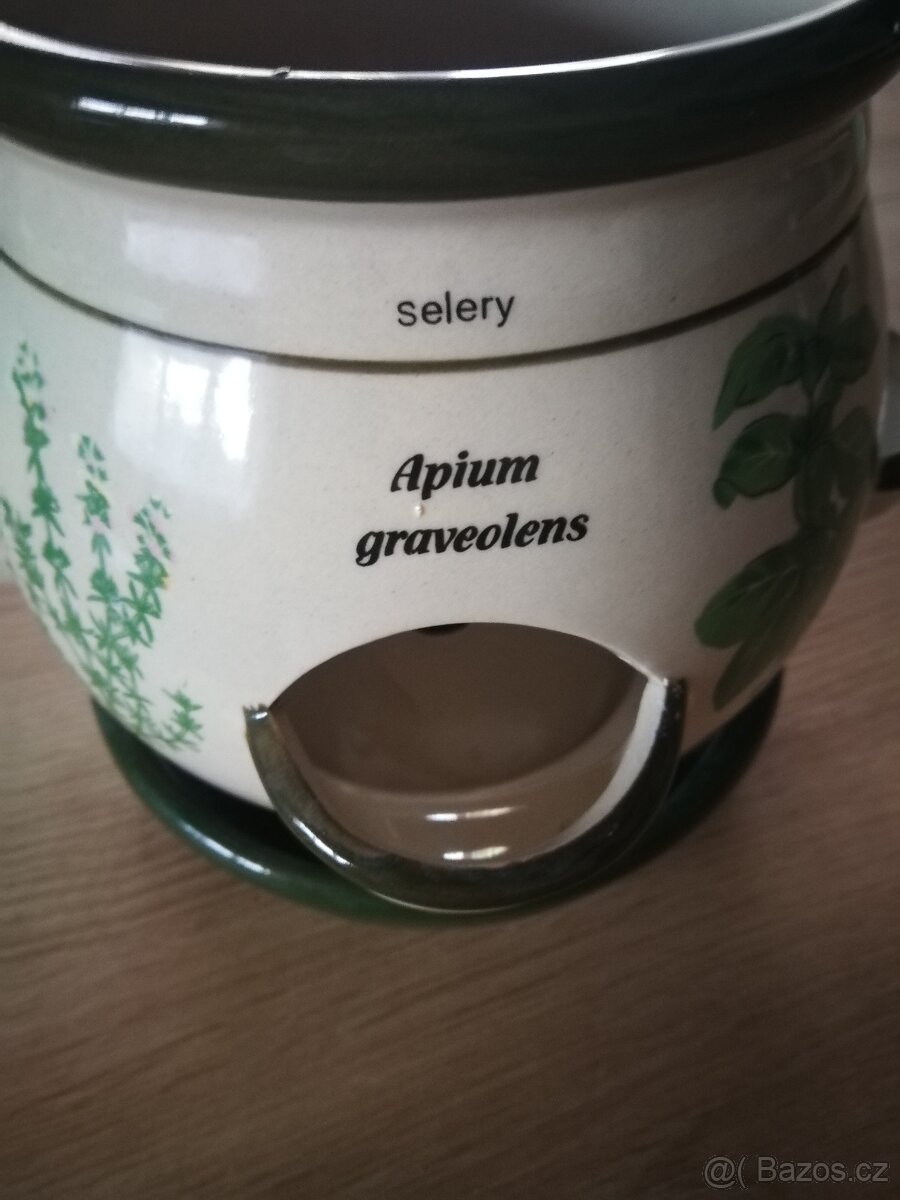 selery
Apium
graveolens
@( Bazos.cz